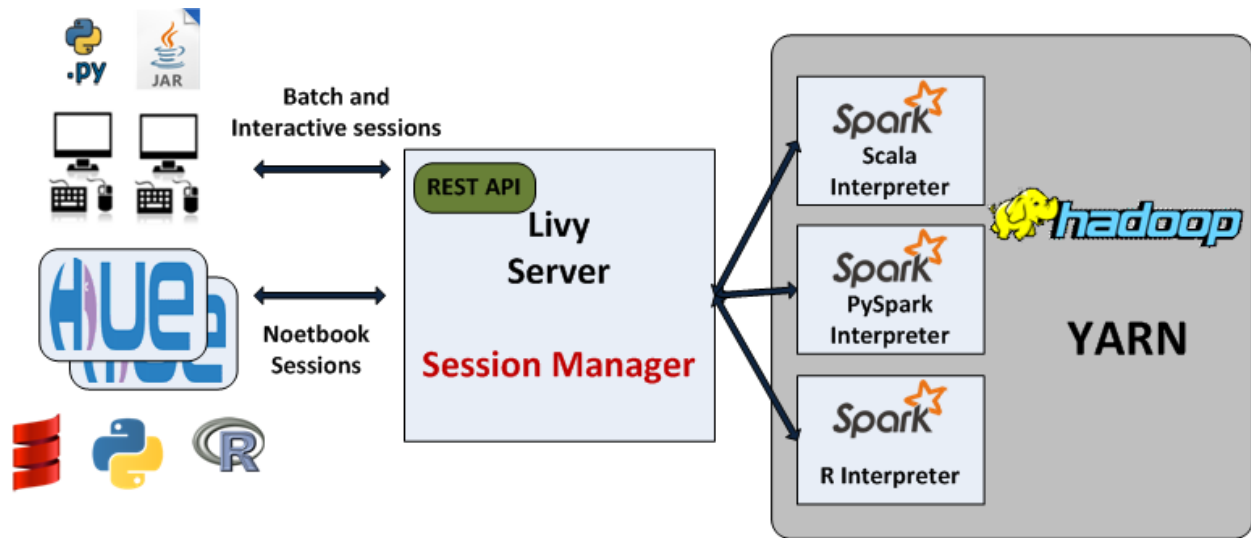 .py
JAR
Batch and
Interactive sessions
HUE
Noetbook
Sessions
R
REST API
Livy
Server
Session Manager
Spark
Scala
Interpreter
Spark
PySpark
Interpreter
Spark
R Interpreter
hadoop
YARN